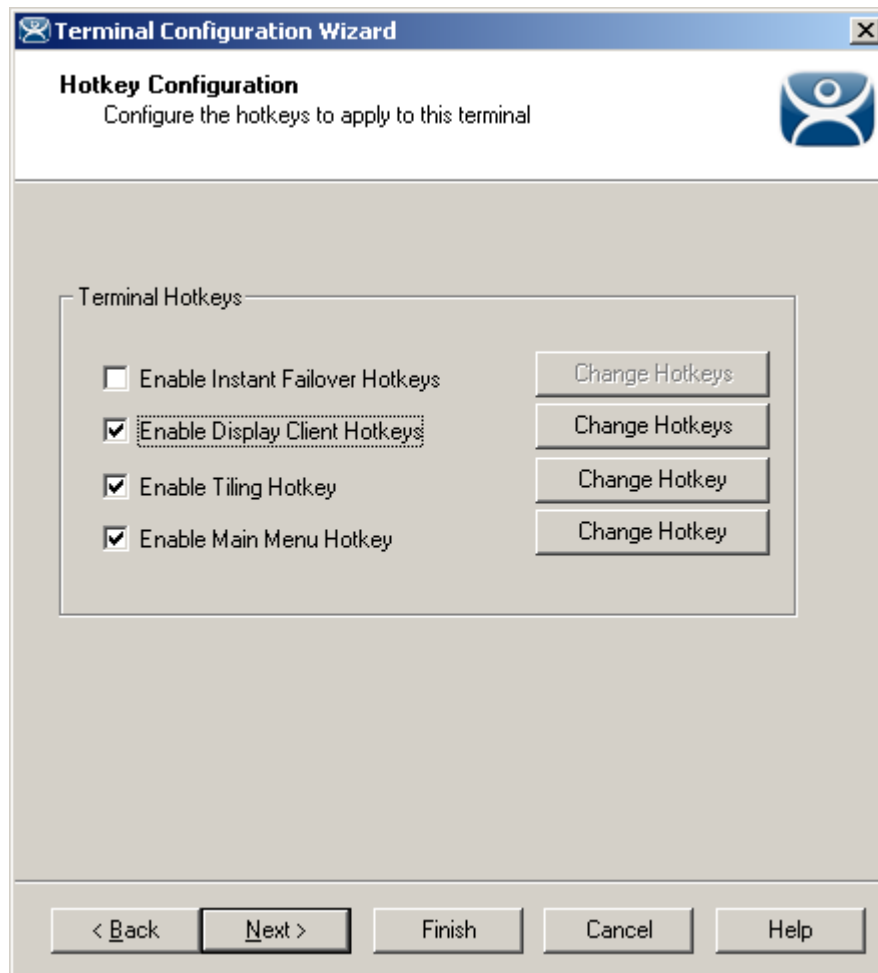 Terminal Configuration Wizard
Hotkey Configuration
Configure the hotkeys to apply to this terminal
Terminal Hotkeys
Enable Instant Failover Hotkeys Change Hotkeys
Enable Display Client Hotkeys Change Hotkeys
Enable Tiling Hotkey Change Hotkey
Enable Main Menu Hotkey Change Hotkey
< Back Next > Finish Cancel Help